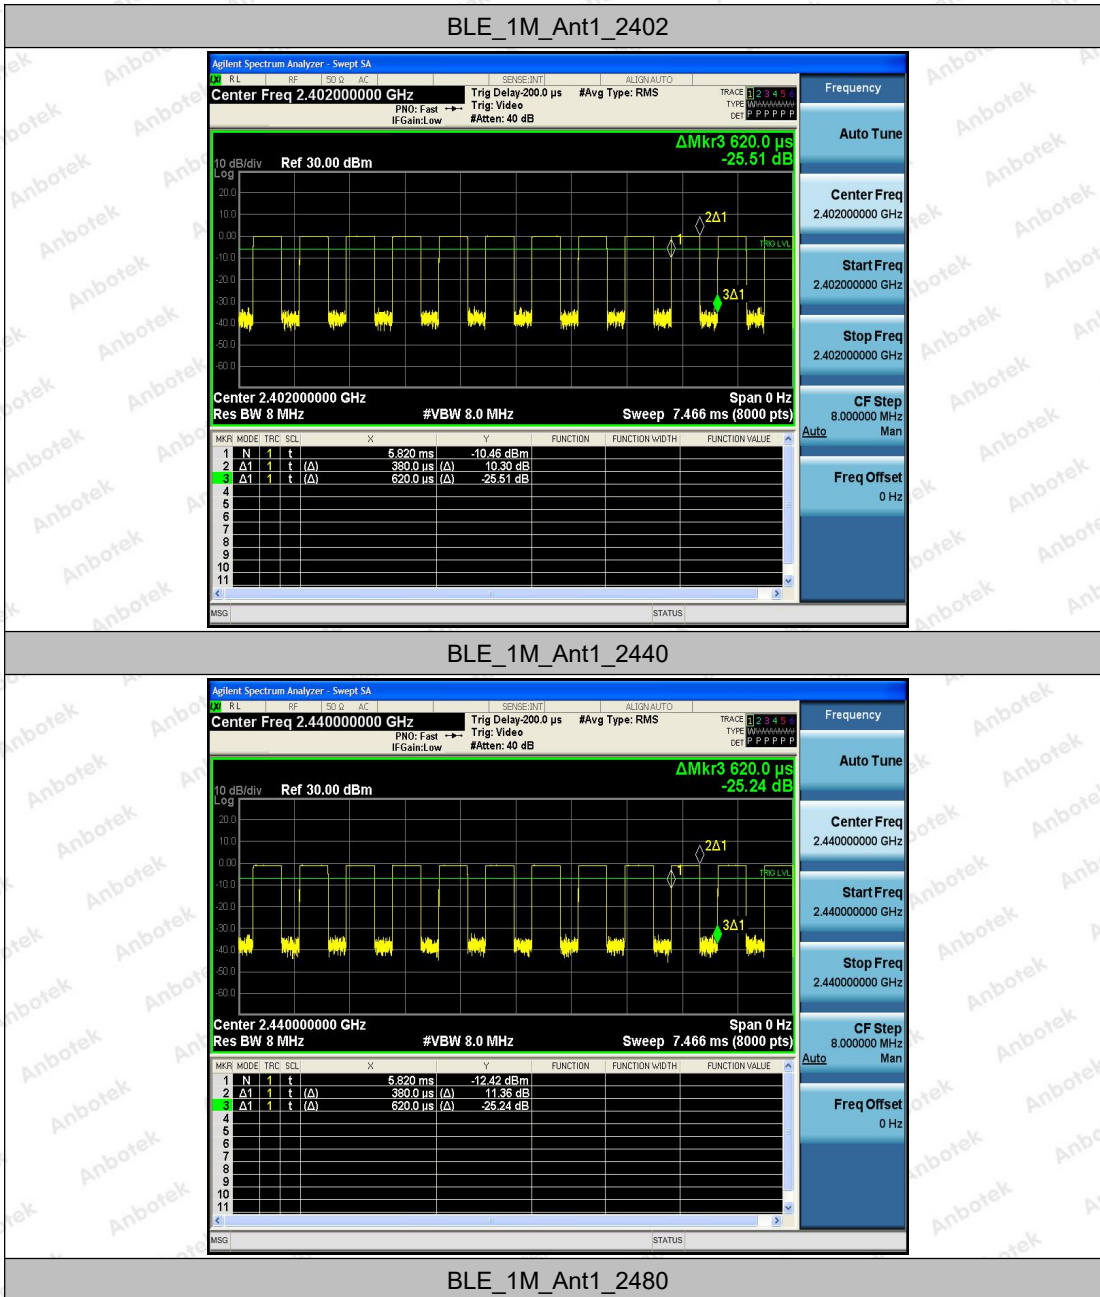 BLE_1M_Ant1_2402
Agilent Spectrum Analyzer - Swept SA
LXI RL RF 50 Ω AC SENSE:INT ALIGNAUTO
Center Freq 2.402000000 GHz
PNO: Fast
IFGain:Low
Trig Delay-200.0 µs
Trig: Video
#Atten: 40 dB
#Avg Type: RMS
TRACE 1 2 3 4 5 6
TYPE
DET P P P P P P
ΔMkr3 620.0 µs
-25.51 dB
10 dB/div Ref 30.00 dBm
Log
20.0
10.0
0.00
-10.0
-20.0
-30.0
-40.0
-50.0
-60.0
2Δ1
1
TRIG LVL
3Δ1
Center 2.402000000 GHz Span 0 Hz
Res BW 8 MHz #VBW 8.0 MHz Sweep 7.466 ms (8000 pts)
MKR MODE TRC SCL X Y FUNCTION FUNCTION WIDTH FUNCTION VALUE
1 N 1 t 5.820 ms -10.46 dBm
2 Δ1 1 t (Δ) 380.0 µs (Δ) 10.30 dB
3 Δ1 1 t (Δ) 620.0 µs (Δ) -25.51 dB
4
5
6
7
8
9
10
11
MSG STATUS
Frequency
Auto Tune
Center Freq
2.402000000 GHz
Start Freq
2.402000000 GHz
Stop Freq
2.402000000 GHz
CF Step
8.000000 MHz
Auto Man
Freq Offset
0 Hz
BLE_1M_Ant1_2440
Agilent Spectrum Analyzer - Swept SA
LXI RL RF 50 Ω AC SENSE:INT ALIGNAUTO
Center Freq 2.440000000 GHz
PNO: Fast
IFGain:Low
Trig Delay-200.0 µs
Trig: Video
#Atten: 40 dB
#Avg Type: RMS
TRACE 1 2 3 4 5 6
TYPE
DET P P P P P P
ΔMkr3 620.0 µs
-25.24 dB
10 dB/div Ref 30.00 dBm
Log
20.0
10.0
0.00
-10.0
-20.0
-30.0
-40.0
-50.0
-60.0
2Δ1
1
TRIG LVL
3Δ1
Center 2.440000000 GHz Span 0 Hz
Res BW 8 MHz #VBW 8.0 MHz Sweep 7.466 ms (8000 pts)
MKR MODE TRC SCL X Y FUNCTION FUNCTION WIDTH FUNCTION VALUE
1 N 1 t 5.820 ms -12.42 dBm
2 Δ1 1 t (Δ) 380.0 µs (Δ) 11.36 dB
3 Δ1 1 t (Δ) 620.0 µs (Δ) -25.24 dB
4
5
6
7
8
9
10
11
MSG STATUS
Frequency
Auto Tune
Center Freq
2.440000000 GHz
Start Freq
2.440000000 GHz
Stop Freq
2.440000000 GHz
CF Step
8.000000 MHz
Auto Man
Freq Offset
0 Hz
BLE_1M_Ant1_2480
Anbotek